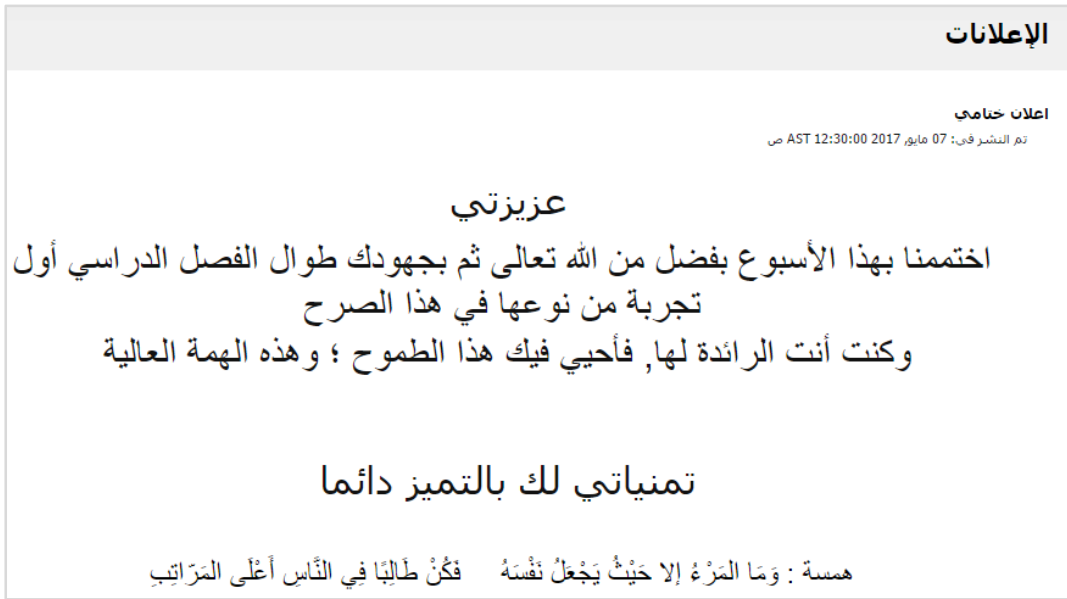 الإعلانات
اعلان ختامي
تم النشر في: 07 مايو, 2017 12:30:00 AST ص
عزيزتي
اختممنا بهذا الأسبوع بفضل من الله تعالى ثم بجهودك طوال الفصل الدراسي أول
تجربة من نوعها في هذا الصرح
وكنت أنت الرائدة لها, فأحيي فيك هذا الطموح ؛ وهذه الهمة العالية
تمنياتي لك بالتميز دائما
همسة : وَمَا المَرْءُ إلا حَيْثُ يَجْعَلُ نَفْسَهُ فَكُنْ طَالِبًا فِي النَّاسِ أَعْلَى المَرَاتِبِ